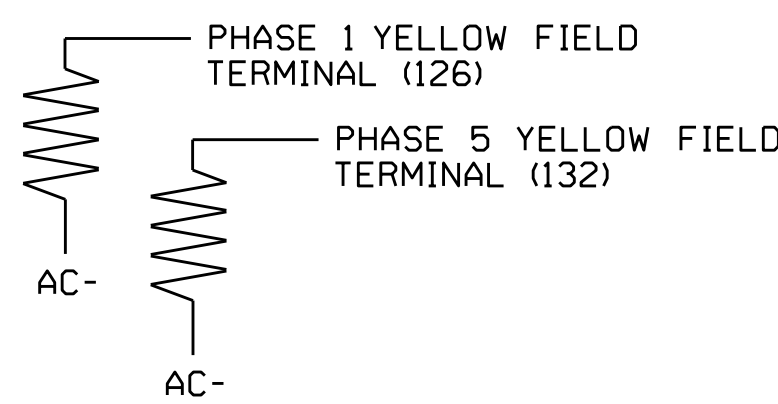 PHASE 1 YELLOW FIELD
TERMINAL (126)
PHASE 5 YELLOW FIELD
TERMINAL (132)
AC-
AC-